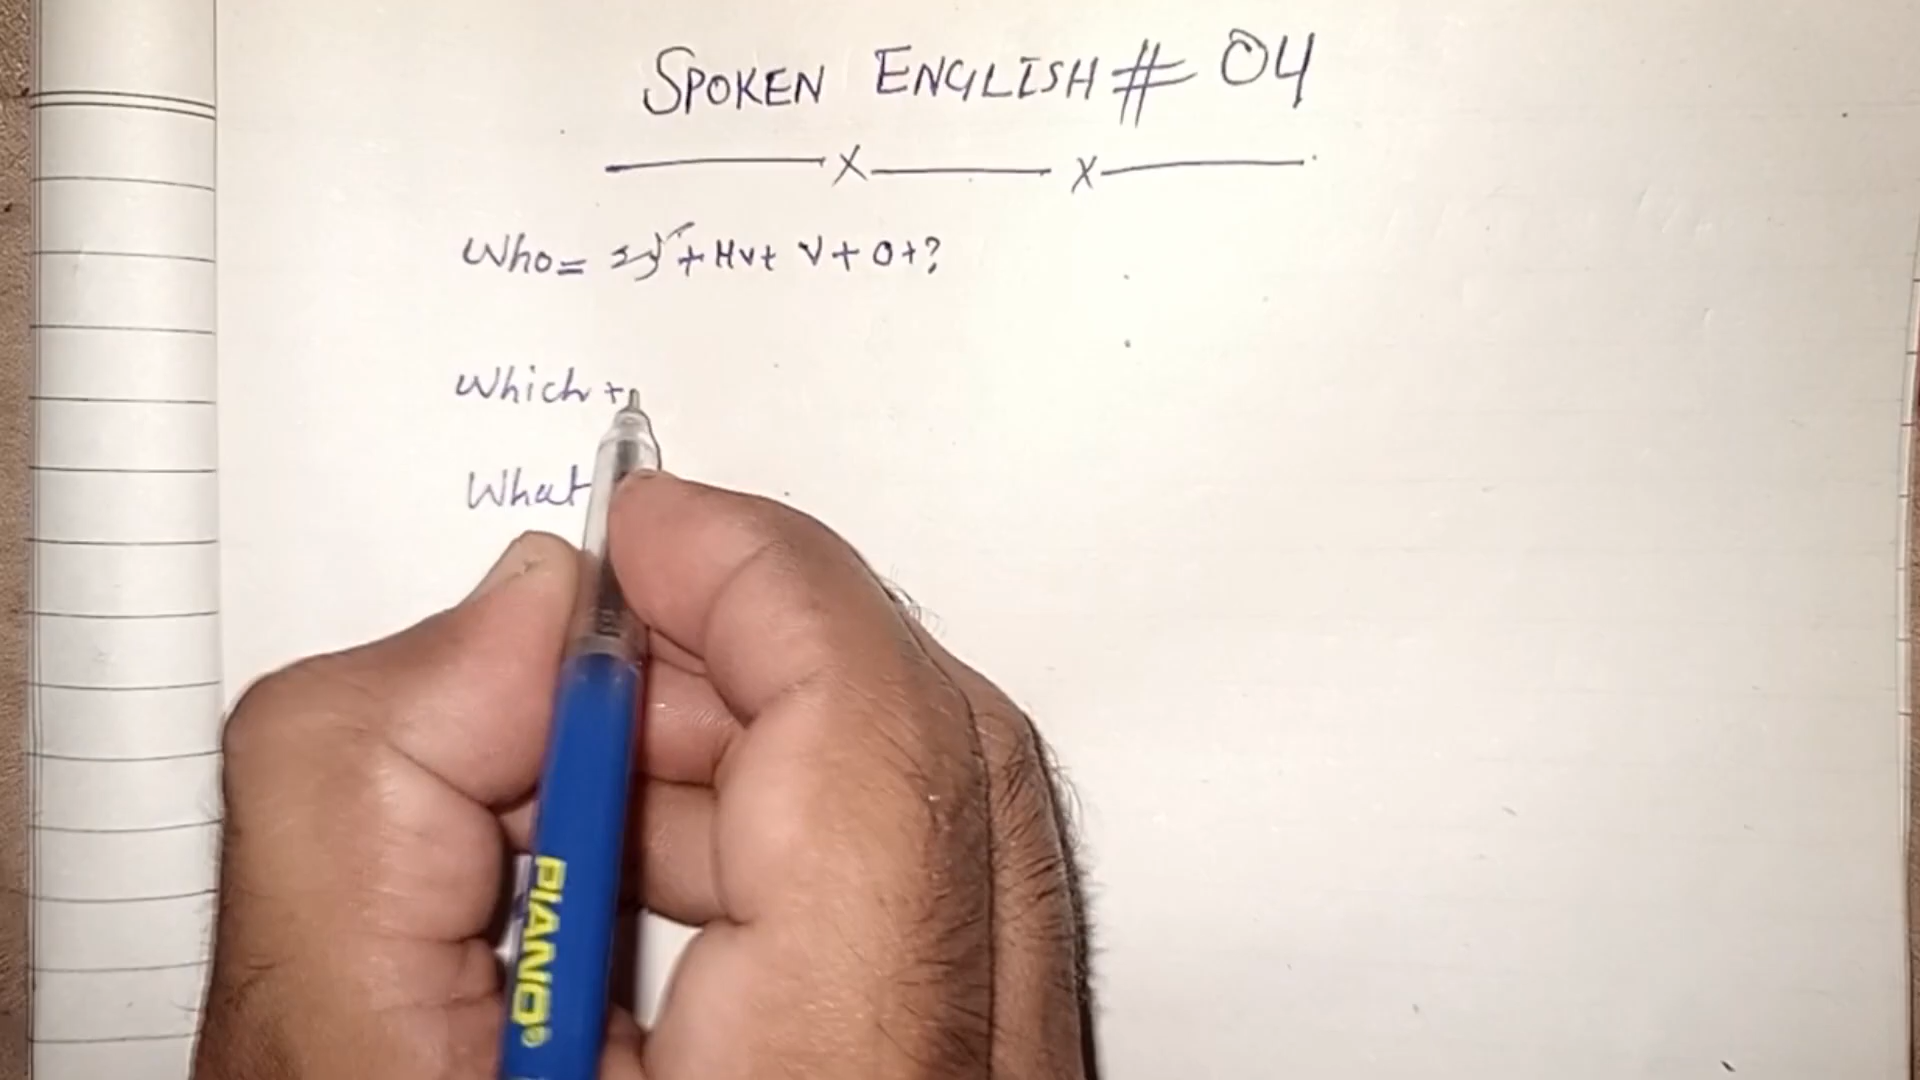 SPOKEN ENGLISH # 04
x x
Who = + Hv + V + O + ?
Which +
What
PIANO